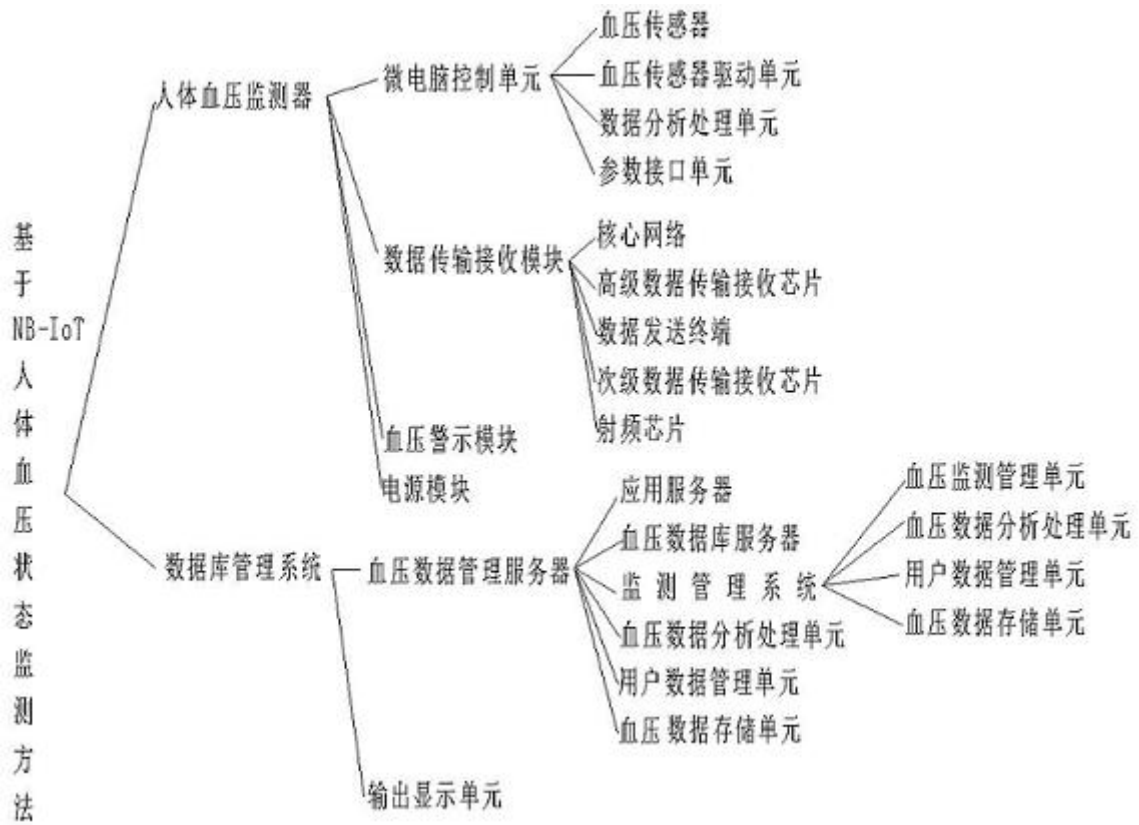 基于NB-IoT人体血压状态监测方法
人体血压监测器
微电脑控制单元
血压传感器
血压传感器驱动单元
数据分析处理单元
参数接口单元
数据传输接收模块
核心网络
高级数据传输接收芯片
数据发送终端
次级数据传输接收芯片
射频芯片
血压警示模块
电源模块
数据库管理系统
血压数据管理服务器
应用服务器
血压数据库服务器
监测管理系统
血压监测管理单元
血压数据分析处理单元
用户数据管理单元
血压数据存储单元
血压数据分析处理单元
用户数据管理单元
血压数据存储单元
输出显示单元